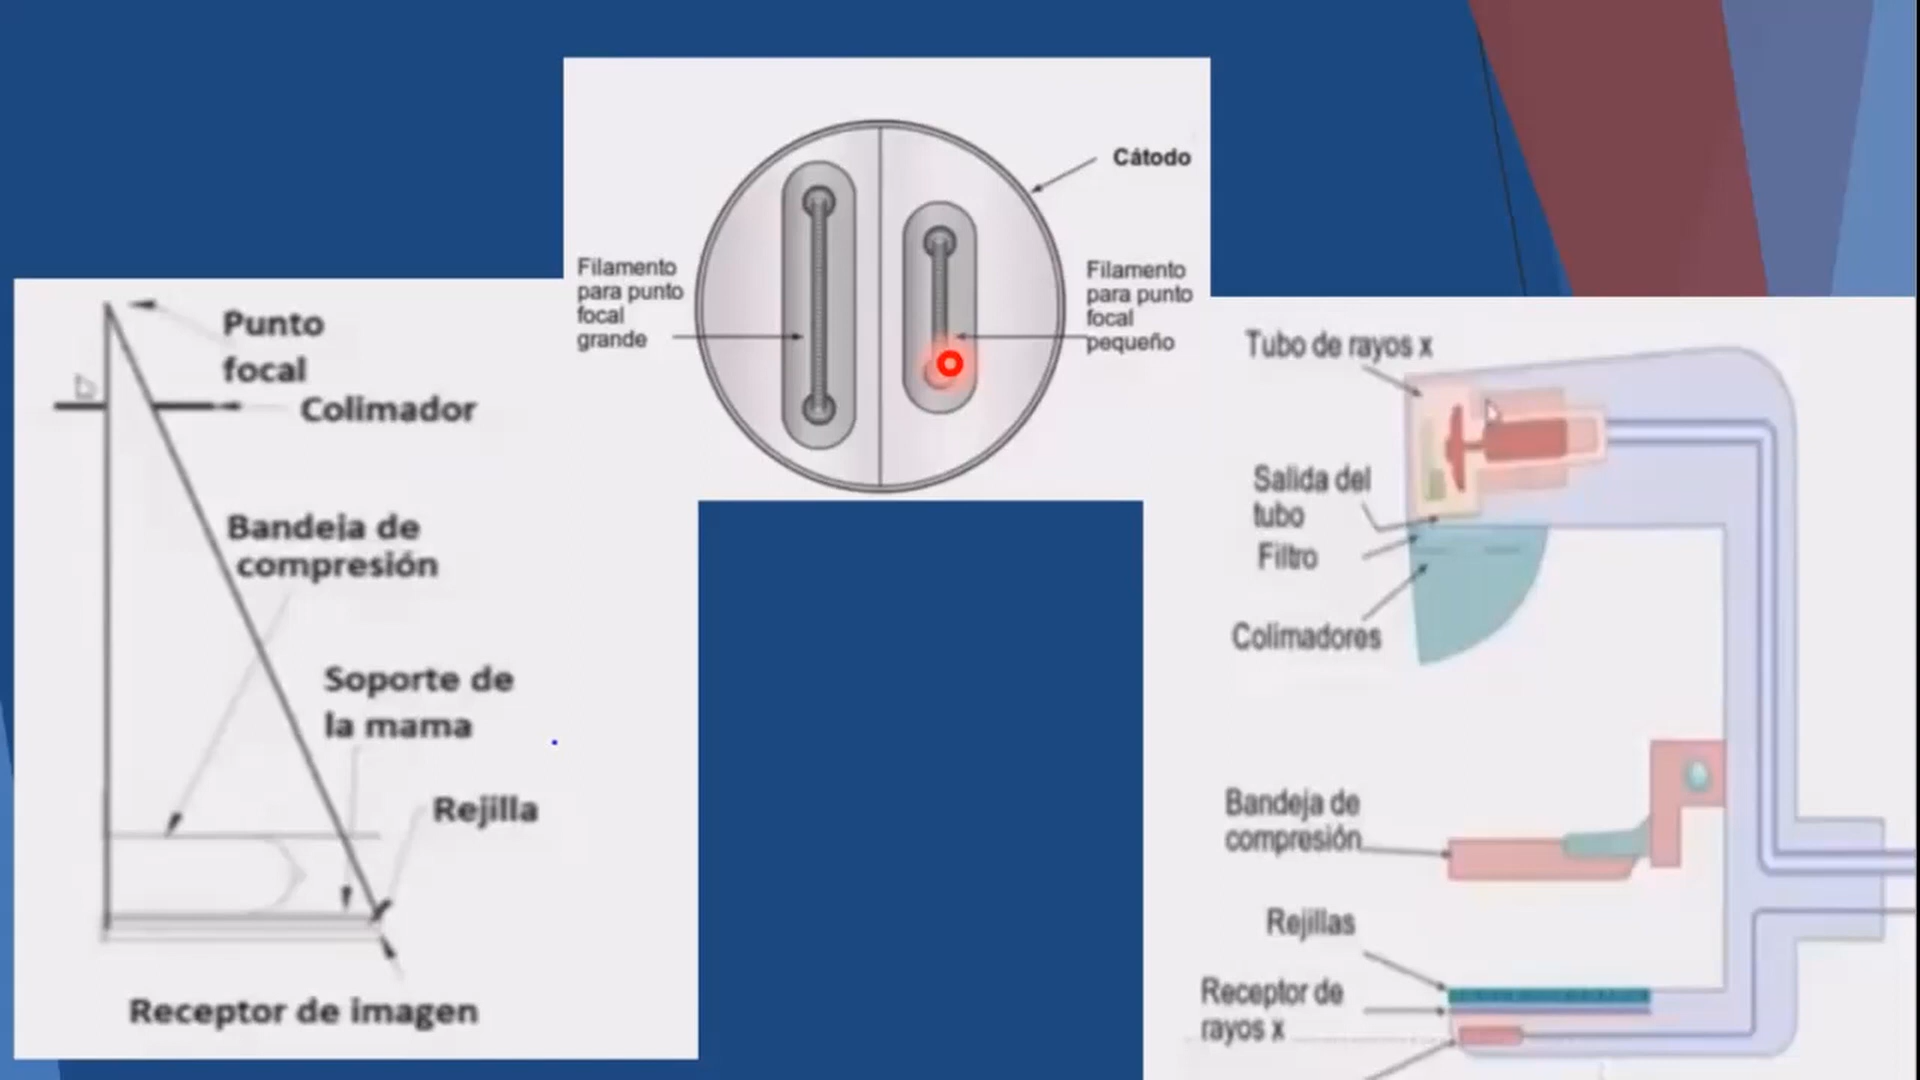 Punto
focal
Colimador
Bandeja de
compresión
Soporte de
la mama
Rejilla
Receptor de imagen
Cátodo
Filamento
para punto
focal
grande
Filamento
para punto
focal
pequeño
Tubo de rayos x
Salida del
tubo
Filtro
Colimadores
Bandeja de
compresión
Rejillas
Receptor de
rayos x